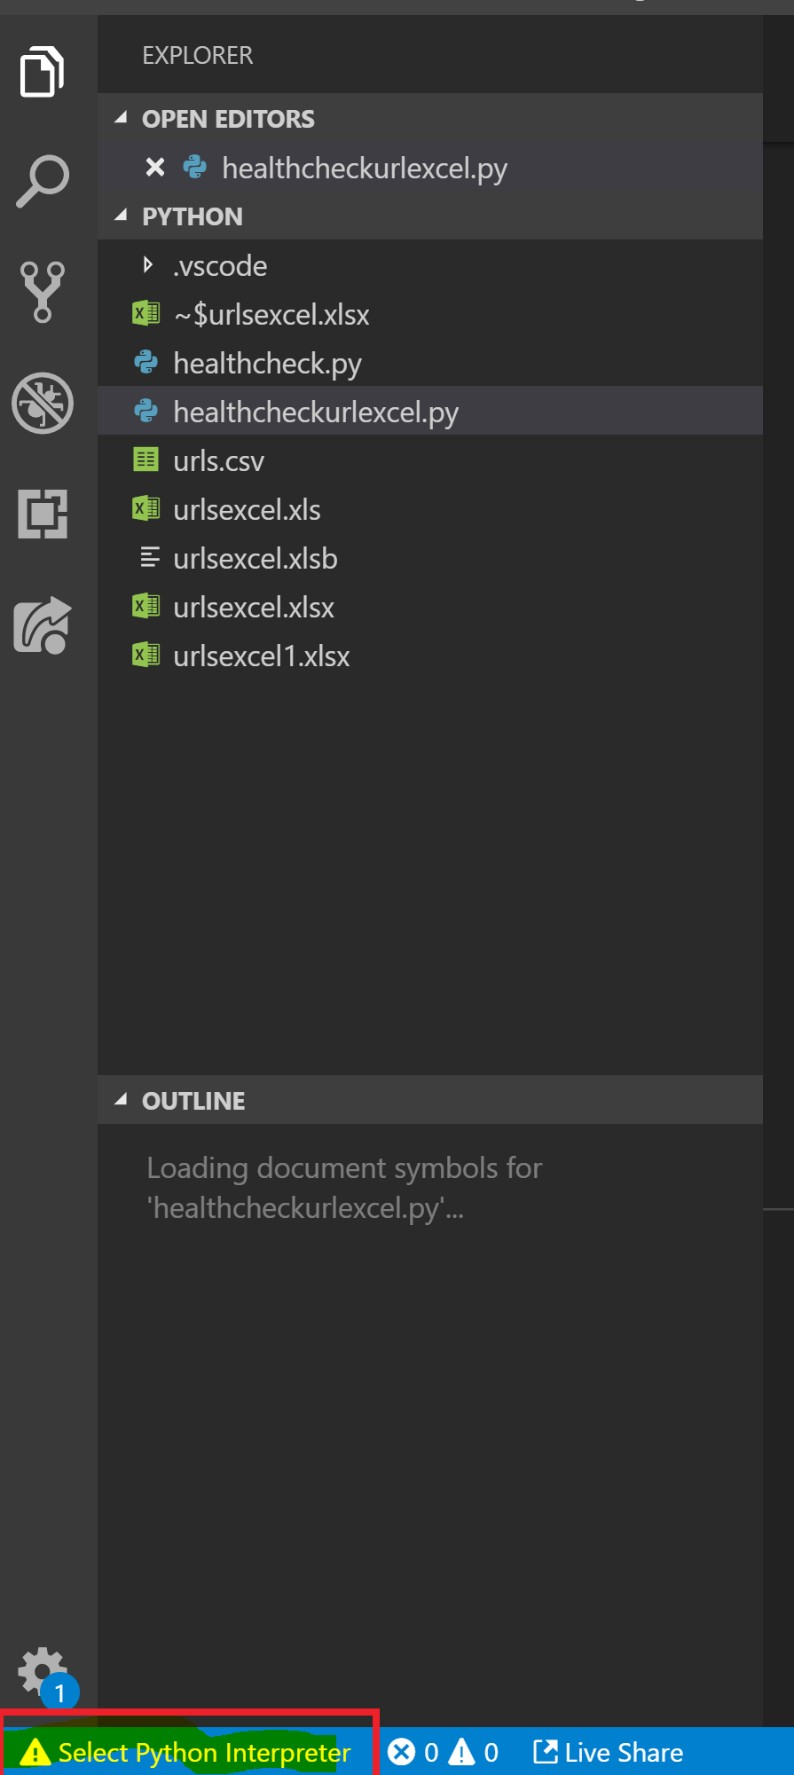 EXPLORER
OPEN EDITORS
healthcheckurlexcel.py
PYTHON
.vscode
~$urlsexcel.xlsx
healthcheck.py
healthcheckurlexcel.py
urls.csv
urlsexcel.xls
urlsexcel.xlsb
urlsexcel.xlsx
urlsexcel1.xlsx
OUTLINE
Loading document symbols for
'healthcheckurlexcel.py'...
1
Select Python Interpreter 0 0 Live Share